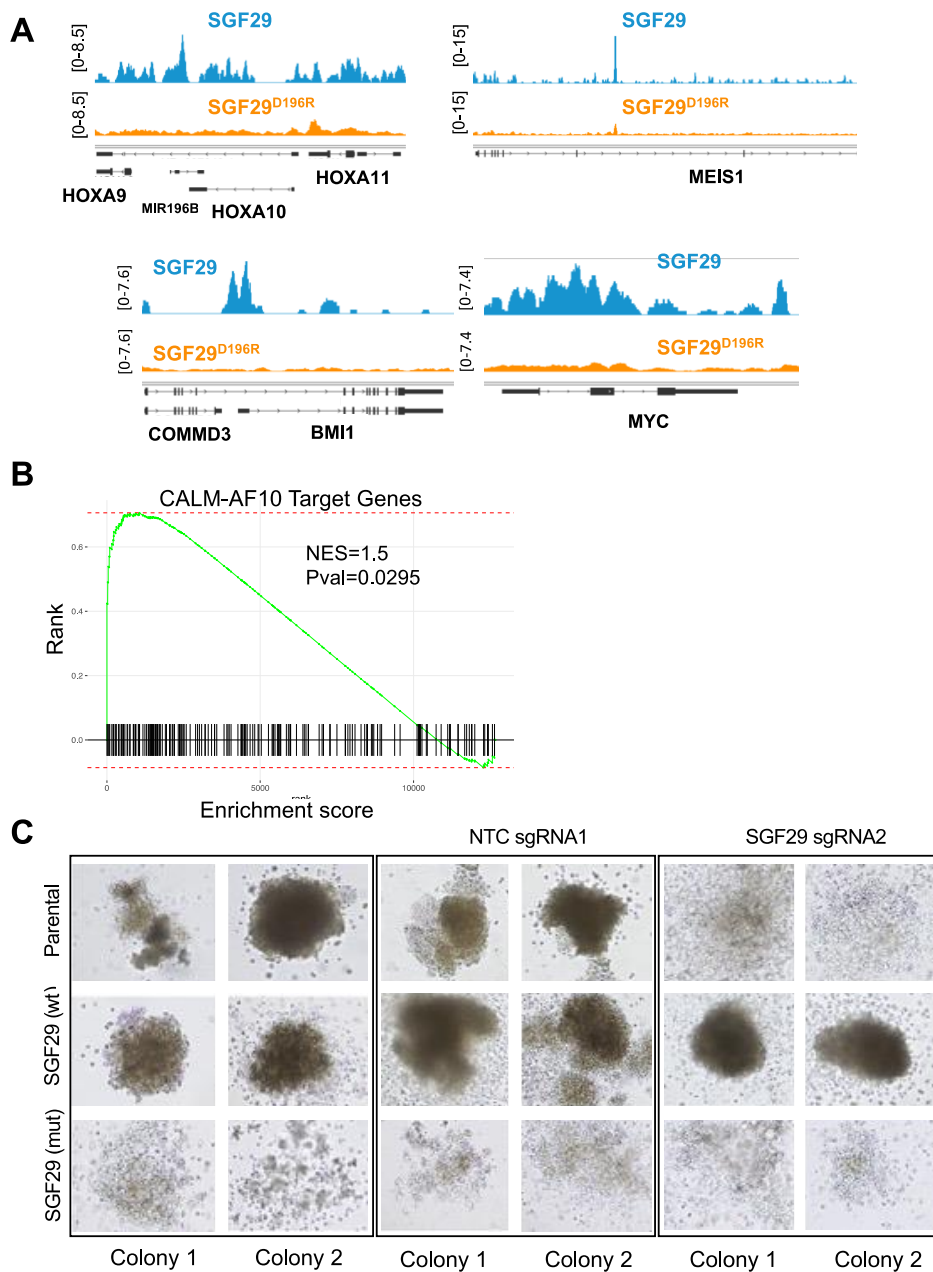 A
SGF29
[0-8.5]
SGF29D196R
[0-8.5]
HOXA9
MIR196B
HOXA10
HOXA11
SGF29
[0-15]
SGF29D196R
[0-15]
MEIS1
SGF29
[0-7.6]
SGF29D196R
[0-7.6]
COMMD3
BMI1
SGF29
[0-7.4]
SGF29D196R
[0-7.4
MYC
B
CALM-AF10 Target Genes
NES=1.5
Pval=0.0295
Rank
0.6
0.4
0.2
0.0
0 5000 10000
Enrichment score
C
NTC sgRNA1 SGF29 sgRNA2
Parental
SGF29 (wt)
SGF29 (mut)
Colony 1 Colony 2 Colony 1 Colony 2 Colony 1 Colony 2